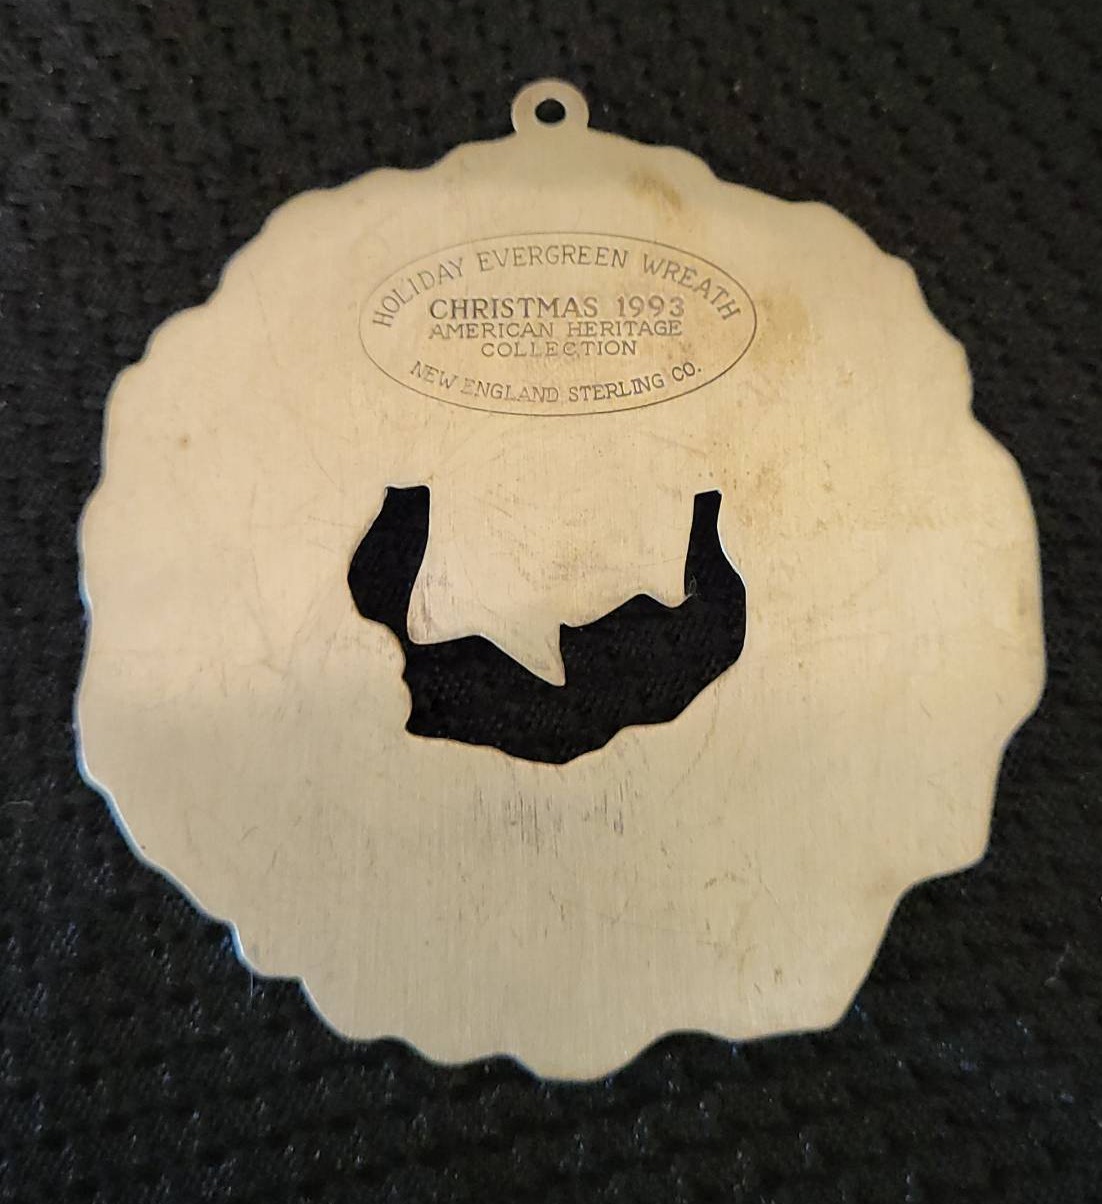 HOLIDAY EVERGREEN WREATH
CHRISTMAS 1993
AMERICAN HERITAGE
COLLECTION
NEW ENGLAND STERLING CO.